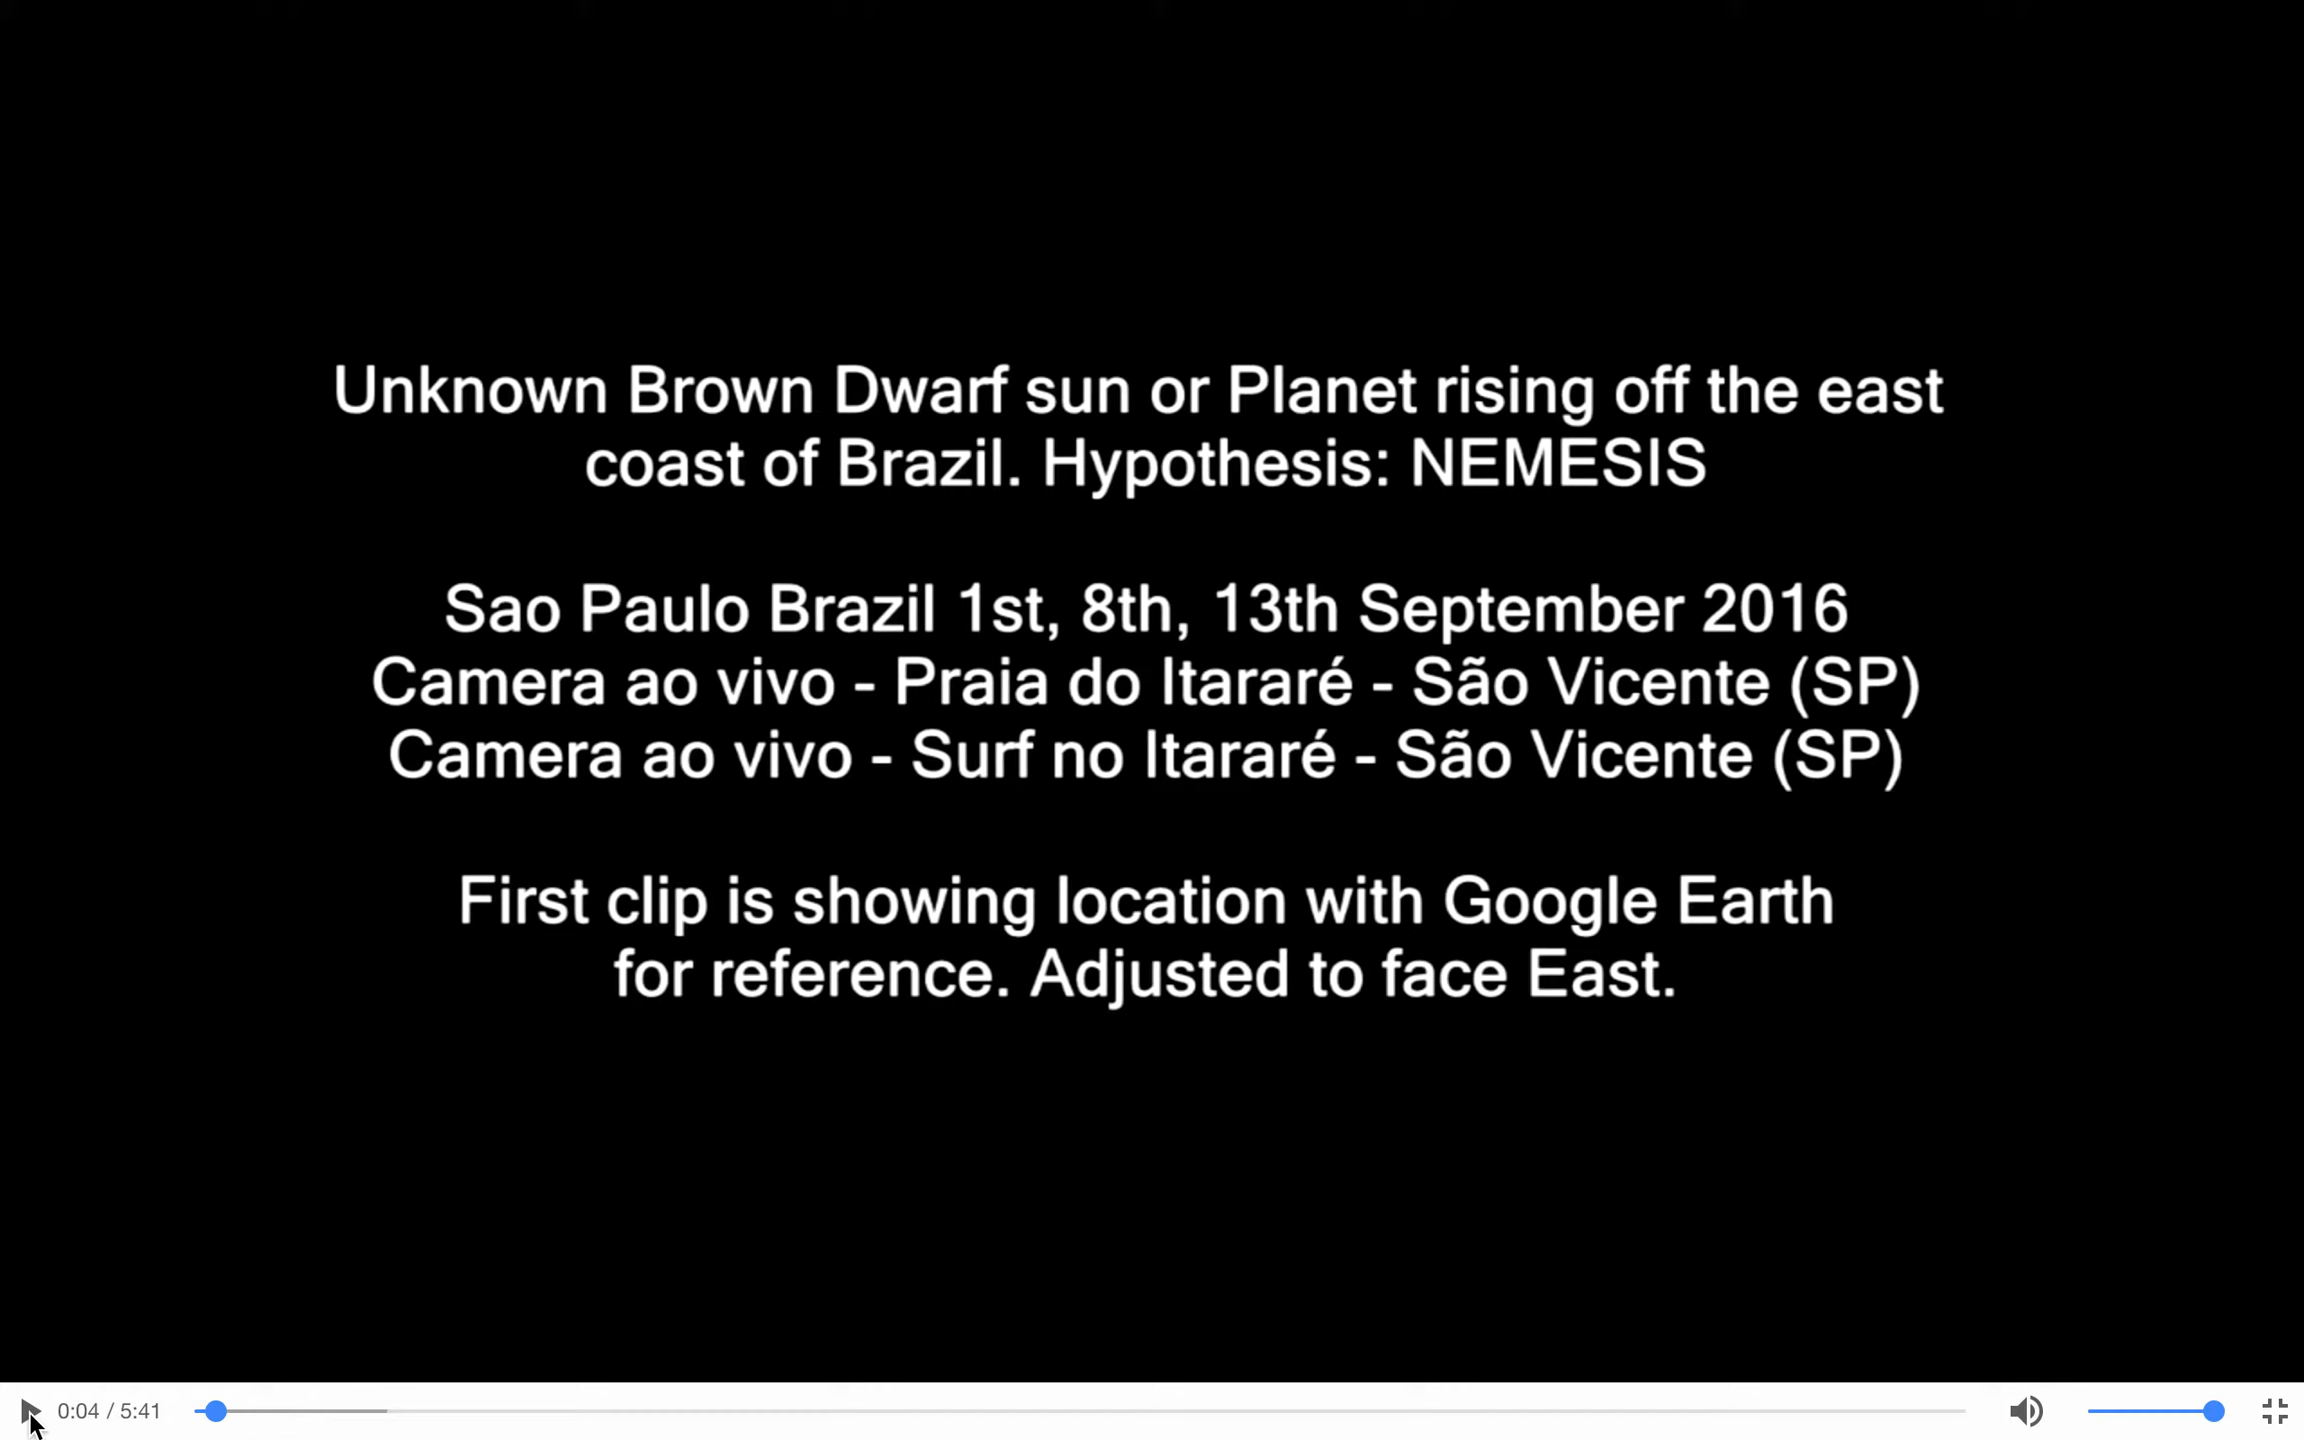 Unknown Brown Dwarf sun or Planet rising off the east
coast of Brazil. Hypothesis: NEMESIS
Sao Paulo Brazil 1st, 8th, 13th September 2016
Camera ao vivo - Praia do Itararé - São Vicente (SP)
Camera ao vivo - Surf no Itararé - São Vicente (SP)
First clip is showing location with Google Earth
for reference. Adjusted to face East.
0:04 / 5:41